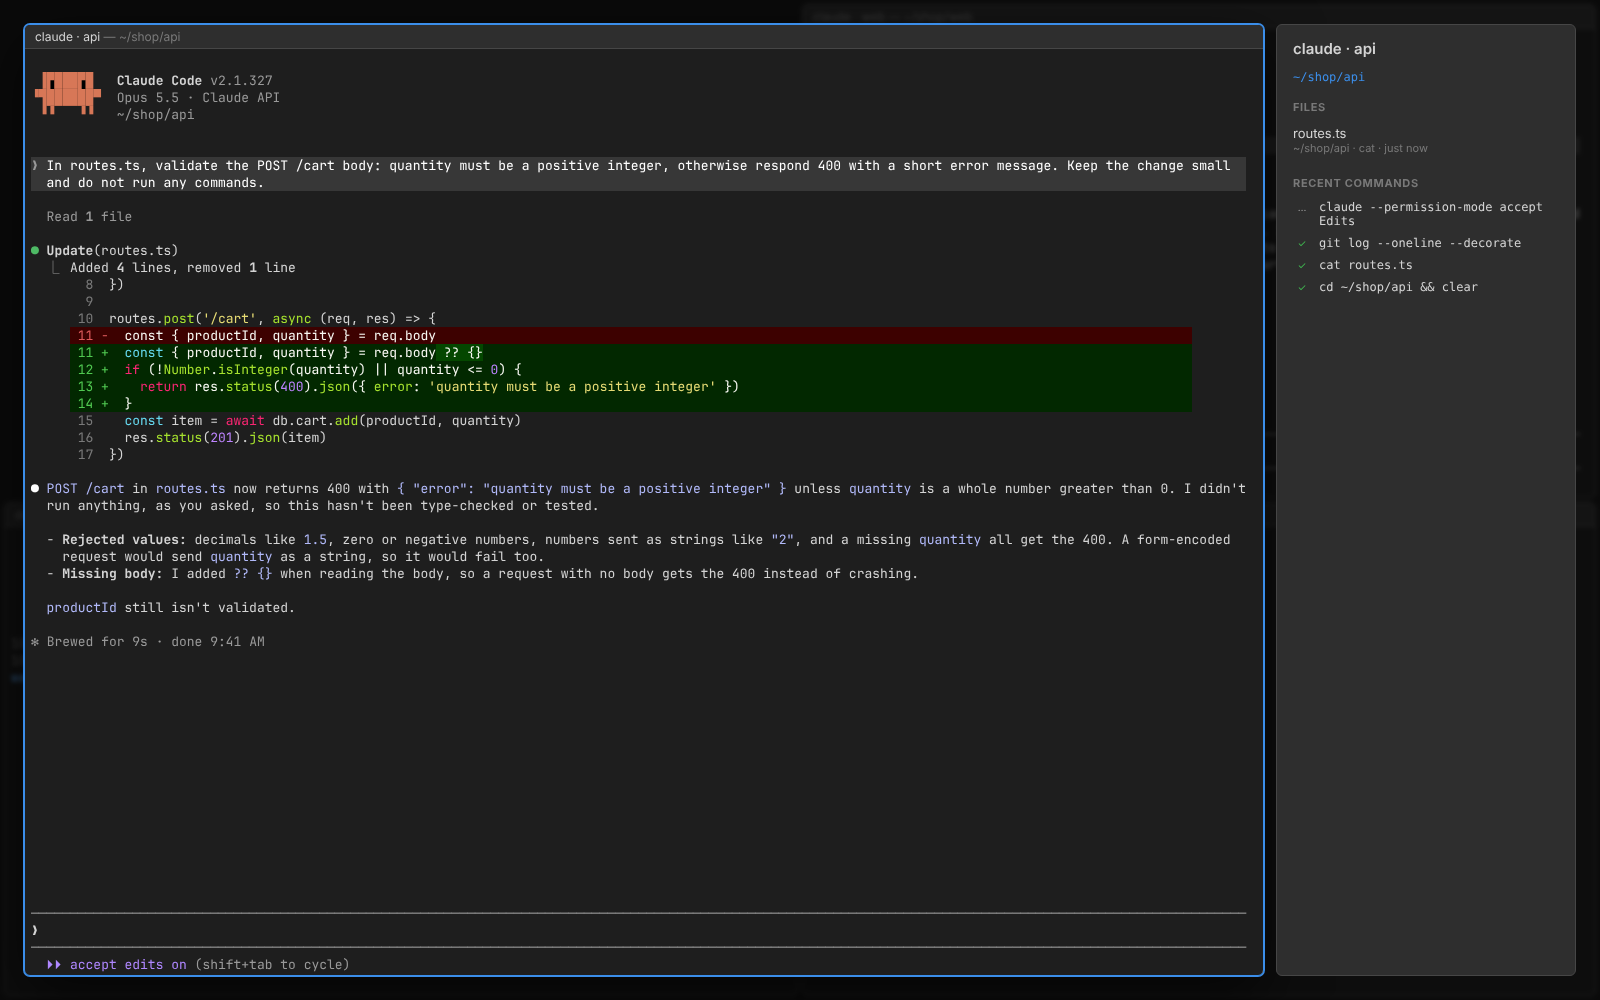 claude · api — ~/shop/api
Claude Code v2.1.327
Opus 5.5 · Claude API
~/shop/api
❯ In routes.ts, validate the POST /cart body: quantity must be a positive integer, otherwise respond 400 with a short error message. Keep the change small
and do not run any commands.
Read 1 file
● Update(routes.ts)
⎿ Added 4 lines, removed 1 line
8 })
9
10 routes.post('/cart', async (req, res) => {
11 - const { productId, quantity } = req.body
11 + const { productId, quantity } = req.body ?? {}
12 + if (!Number.isInteger(quantity) || quantity <= 0) {
13 + return res.status(400).json({ error: 'quantity must be a positive integer' })
14 + }
15 const item = await db.cart.add(productId, quantity)
16 res.status(201).json(item)
17 })
● POST /cart in routes.ts now returns 400 with { "error": "quantity must be a positive integer" } unless quantity is a whole number greater than 0. I didn't
run anything, as you asked, so this hasn't been type-checked or tested.
- Rejected values: decimals like 1.5, zero or negative numbers, numbers sent as strings like "2", and a missing quantity all get the 400. A form-encoded
request would send quantity as a string, so it would fail too.
- Missing body: I added ?? {} when reading the body, so a request with no body gets the 400 instead of crashing.
productId still isn't validated.
✻ Brewed for 9s · done 9:41 AM
❯
⏵⏵ accept edits on (shift+tab to cycle)
claude · api
~/shop/api
FILES
routes.ts
~/shop/api · cat · just now
RECENT COMMANDS
… claude --permission-mode accept
Edits
✓ git log --oneline --decorate
✓ cat routes.ts
✓ cd ~/shop/api && clear